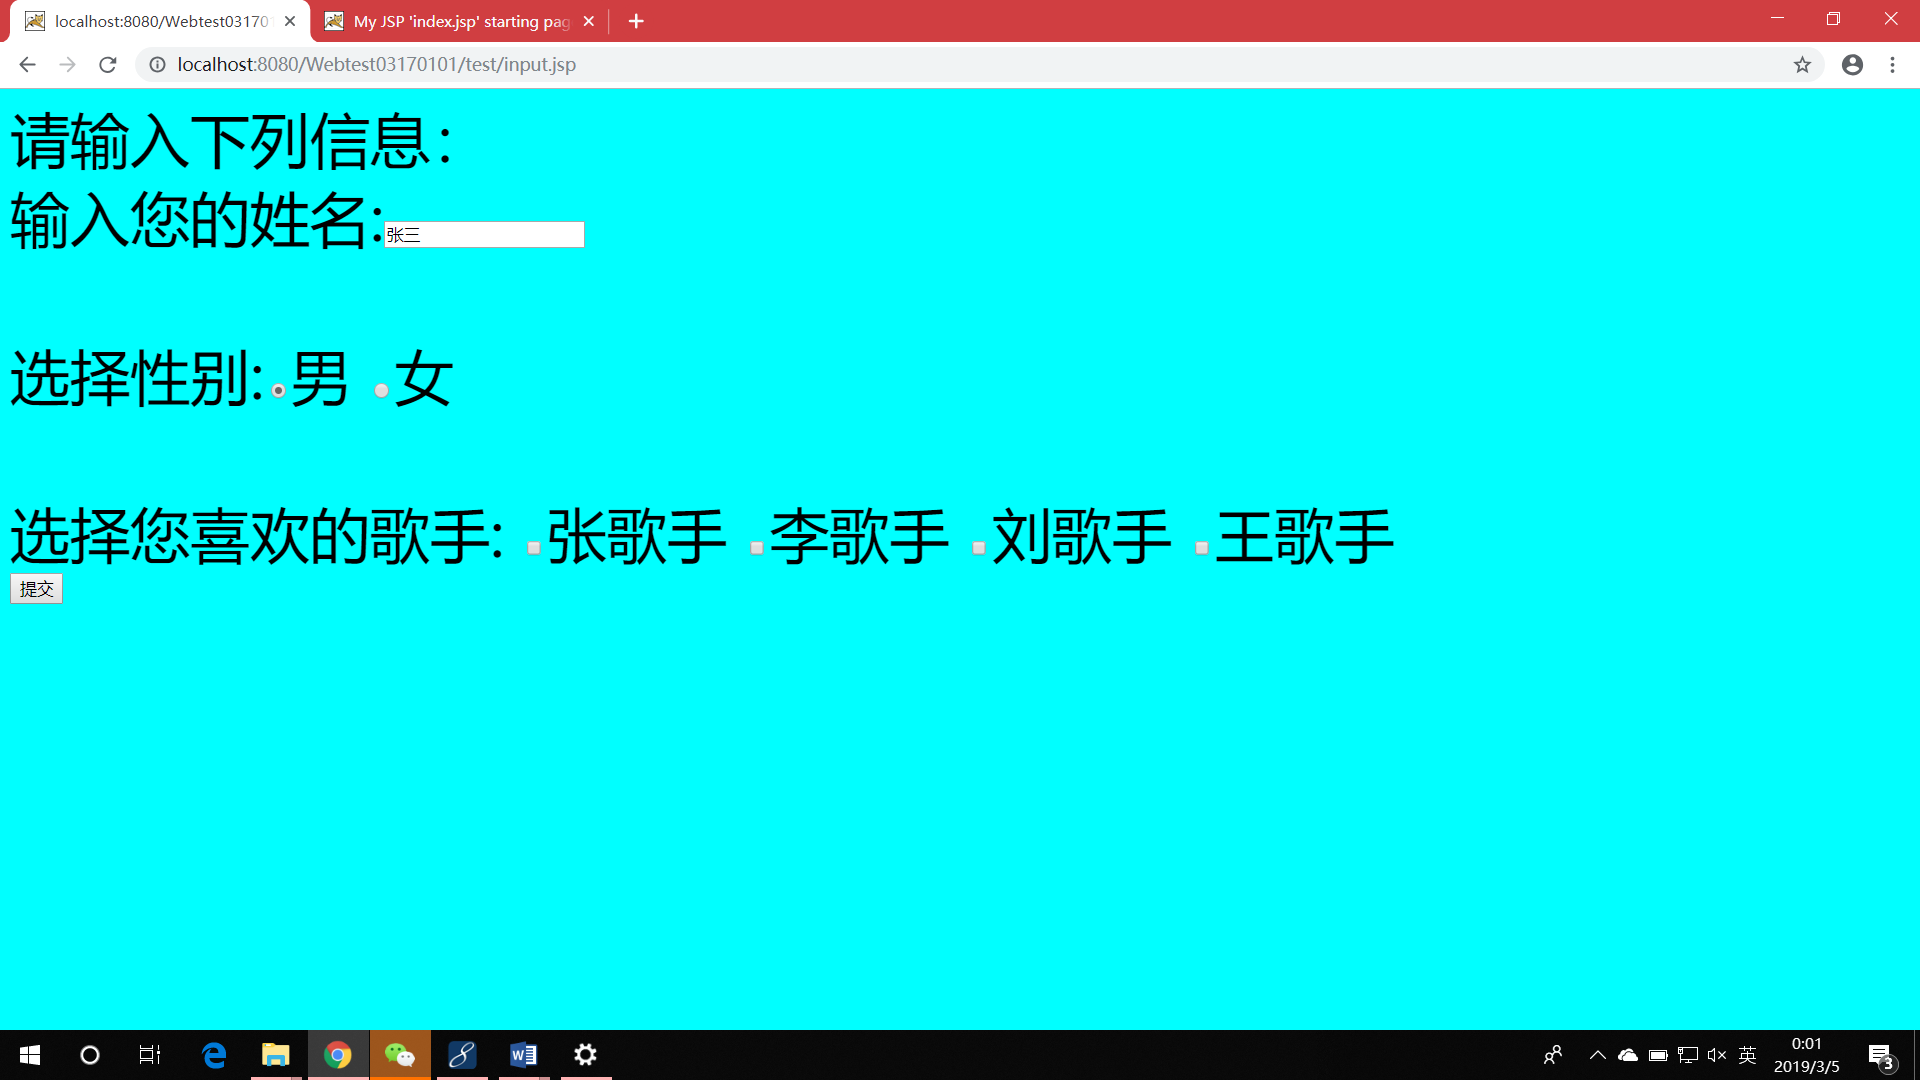 localhost:8080/Webtest031701
My JSP 'index.jsp' starting pag
localhost:8080/Webtest03170101/test/input.jsp
请输入下列信息：
输入您的姓名:张三
选择性别:男 女
选择您喜欢的歌手: 张歌手 李歌手 刘歌手 王歌手
提交
英
0:01
2019/3/5
3